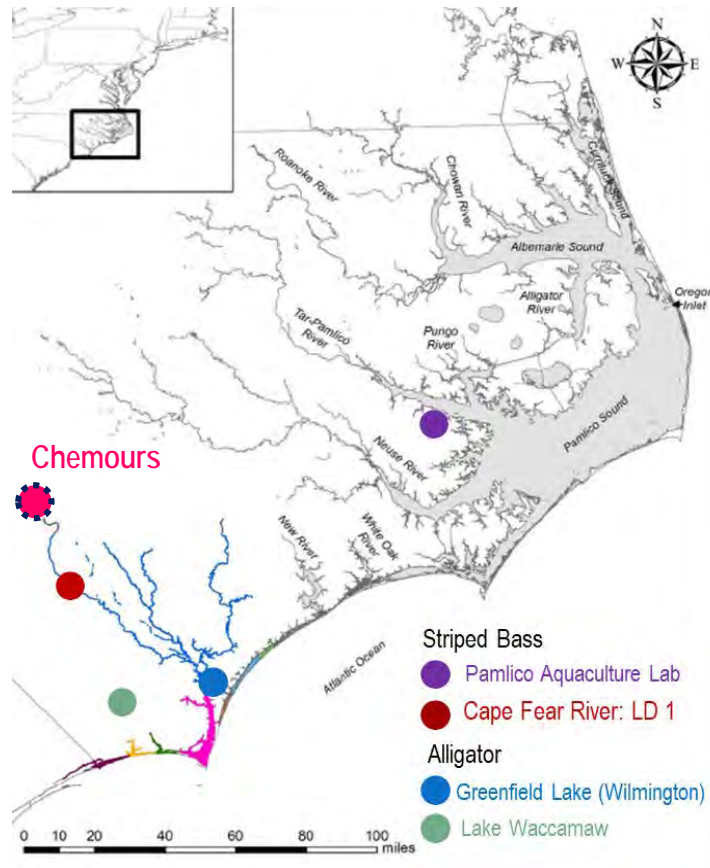 N
W E
S
Roanoke River
Chowan River
Currituck Sound
Albemarle Sound
Alligator
River
Oregon
Inlet
Tar-Pamlico
River
Pungo
River
Pamlico Sound
Neuse River
Chemours
New River
White Oak
River
Atlantic Ocean
Striped Bass
Pamlico Aquaculture Lab
Cape Fear River: LD 1
Alligator
Greenfield Lake (Wilmington)
Lake Waccamaw
0 10 20 40 60 80 100
miles